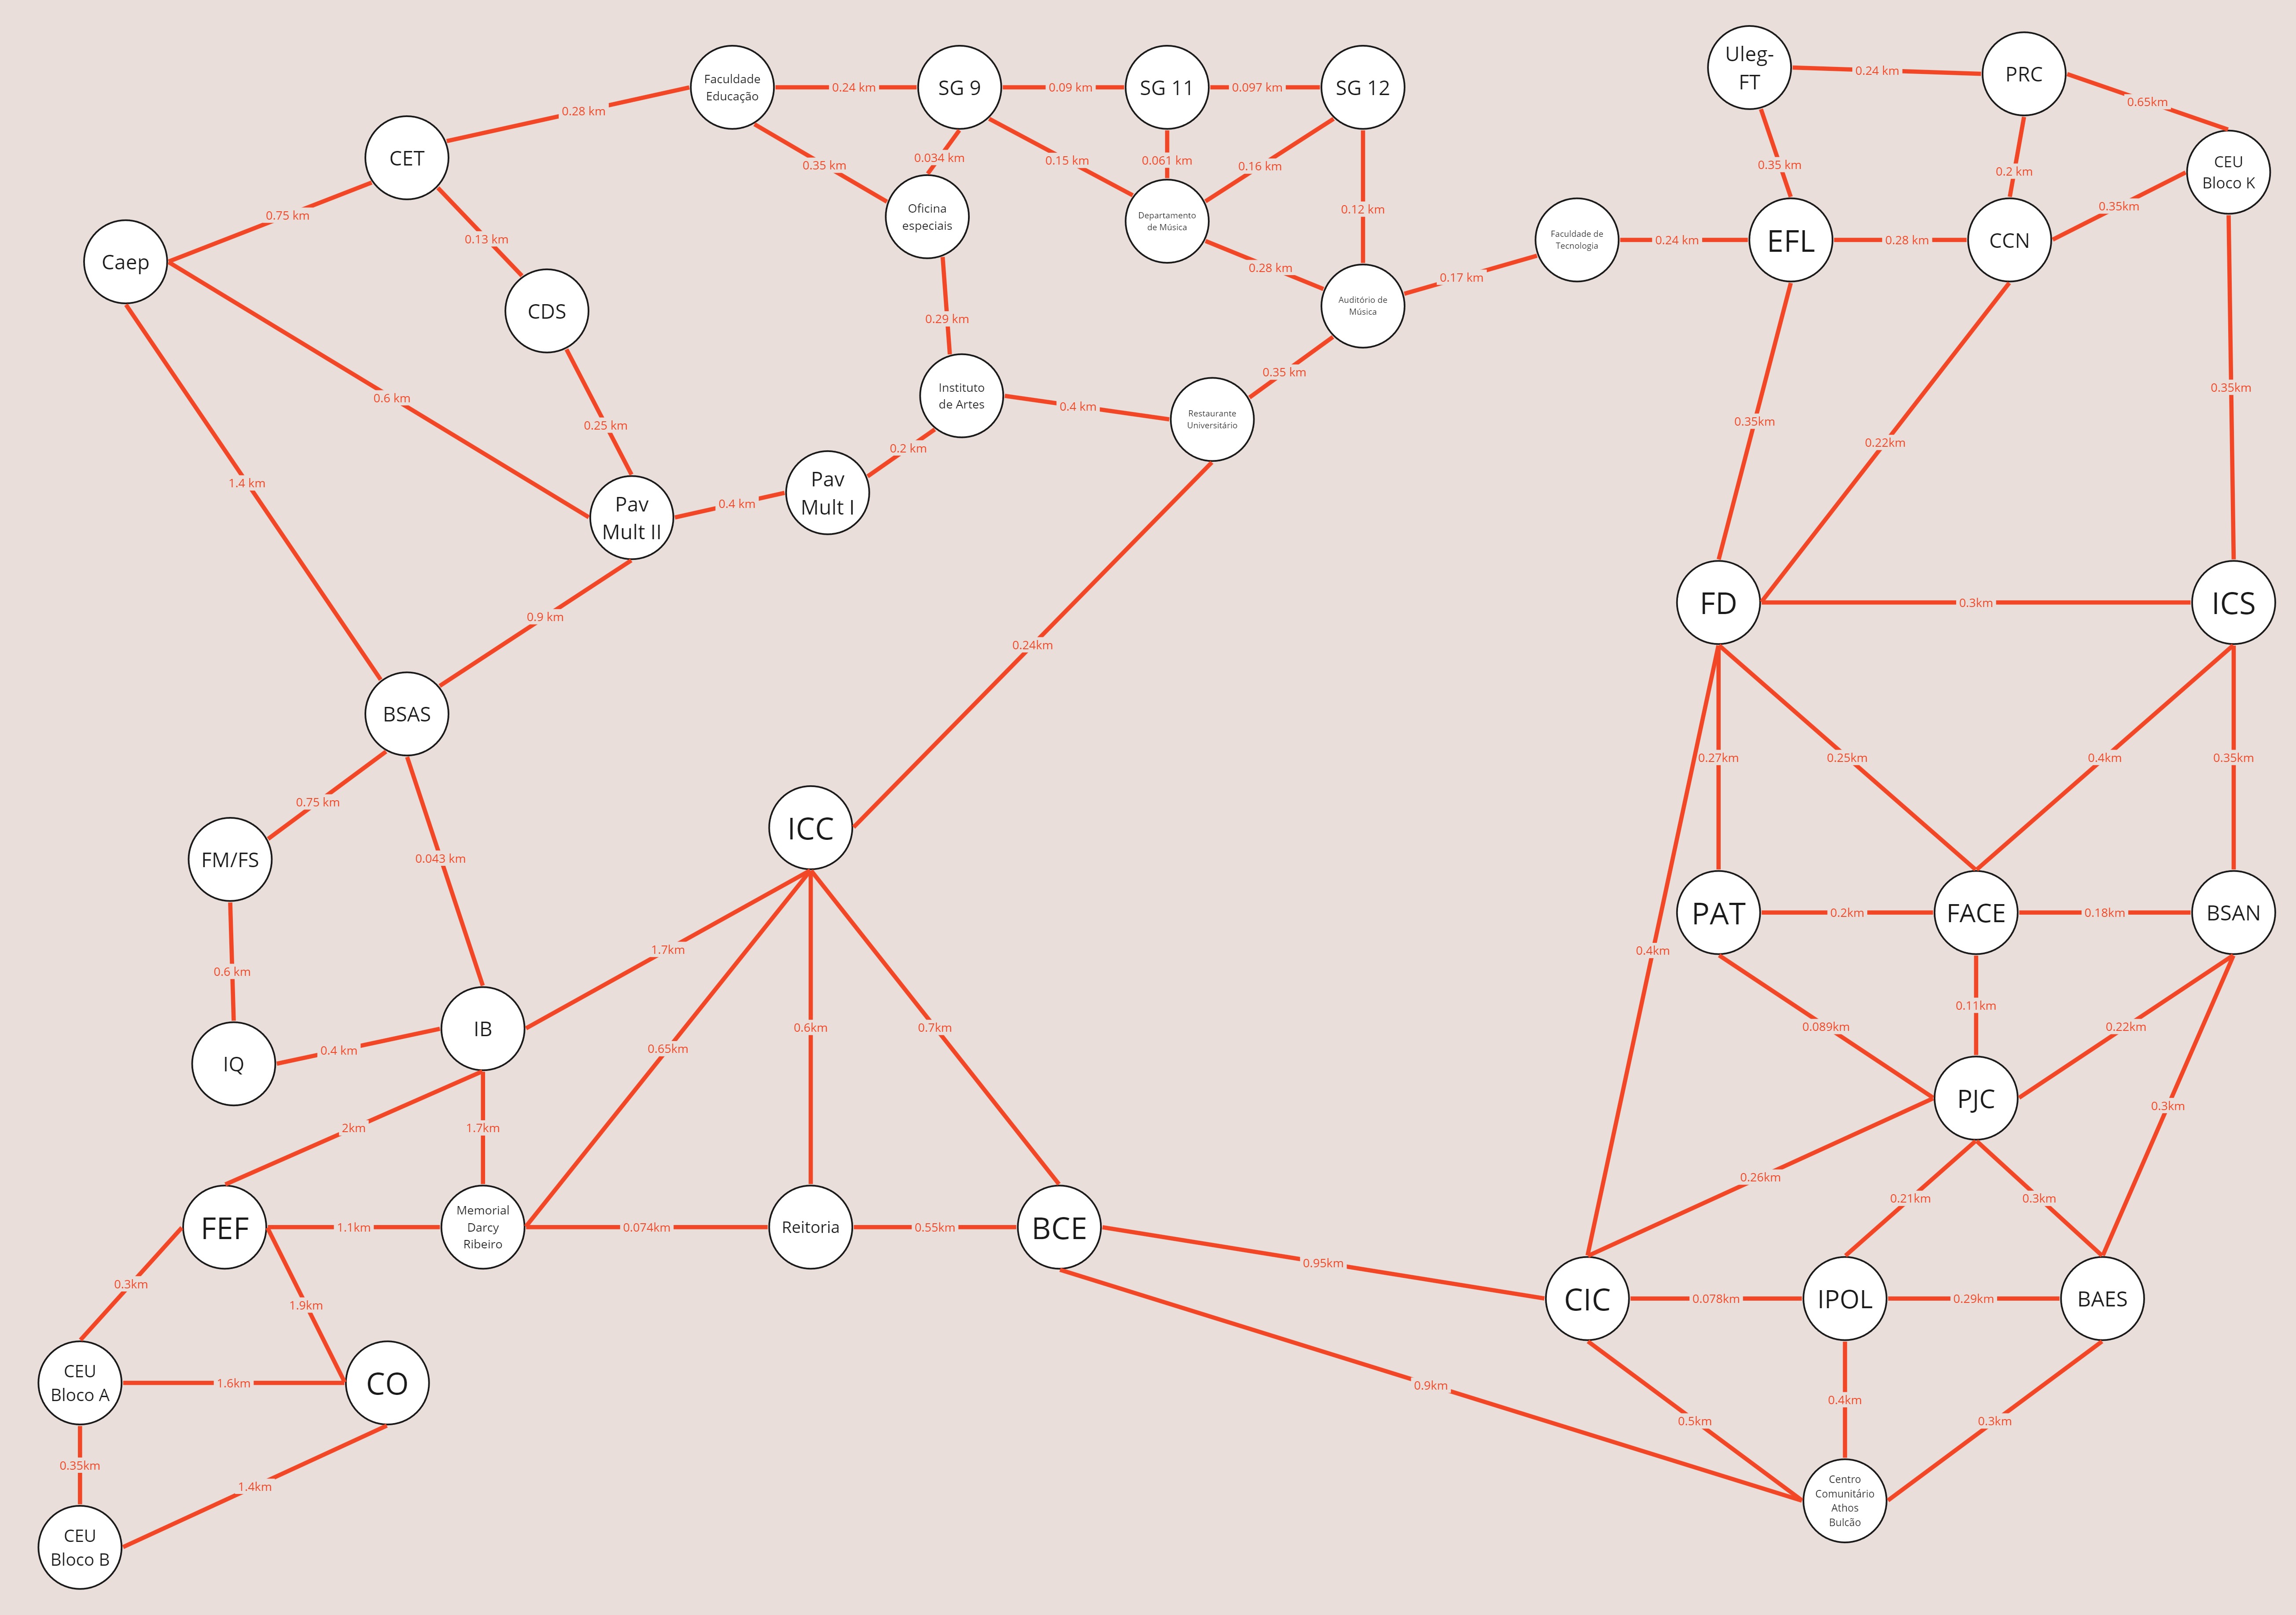 Uleg-
FT
0.24 km
PRC
0.65km
CEU
Bloco K
Faculdade
Educação
0.24 km
SG 9
0.09 km
SG 11
0.097 km
SG 12
0.28 km
CET
0.35 km
0.034 km
0.15 km
0.061 km
0.16 km
0.35 km
0.2 km
0.35km
0.75 km
0.13 km
Oficina
especiais
Departamento
de Música
0.12 km
Faculdade de
Tecnologia
0.24 km
EFL
0.28 km
CCN
Caep
CDS
0.29 km
0.28 km
0.17 km
Auditório de
Música
0.6 km
0.25 km
Instituto
de Artes
0.4 km
Restaurante
Universitário
0.35 km
0.35km
0.22km
0.35km
1.4 km
Pav
Mult II
0.4 km
Pav
Mult I
0.2 km
0.9 km
0.24km
FD
0.3km
ICS
BSAS
0.75 km
0.043 km
ICC
0.27km
0.25km
0.4km
0.35km
FM/FS
0.6 km
IB
1.7km
0.4km
PAT
0.2km
FACE
0.18km
BSAN
IQ
0.4 km
0.65km
0.6km
0.7km
0.089km
0.11km
0.22km
0.3km
PJC
2km
1.7km
0.26km
0.21km
0.3km
FEF
1.1km
Memorial
Darcy
Ribeiro
0.074km
Reitoria
0.55km
BCE
0.95km
CIC
0.078km
IPOL
0.29km
BAES
0.3km
1.9km
CEU
Bloco A
1.6km
CO
0.9km
0.5km
0.4km
0.3km
0.35km
1.4km
CEU
Bloco B
Centro
Comunitário
Athos
Bulcão